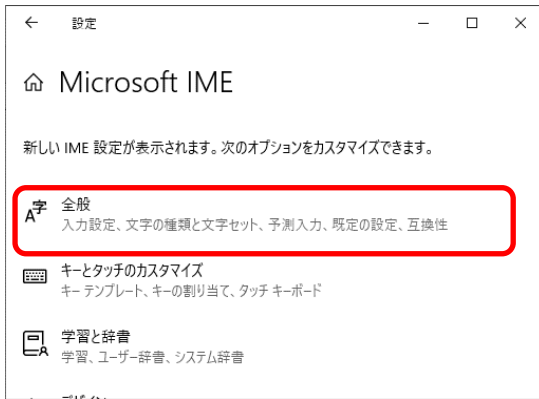 設定
Microsoft IME
新しい IME 設定が表示されます。次のオプションをカスタマイズできます。
全般
入力設定、文字の種類と文字セット、予測入力、既定の設定、互換性
キーとタッチのカスタマイズ
キー テンプレート、キーの割り当て、タッチ キーボード
学習と辞書
学習、ユーザー辞書、システム辞書